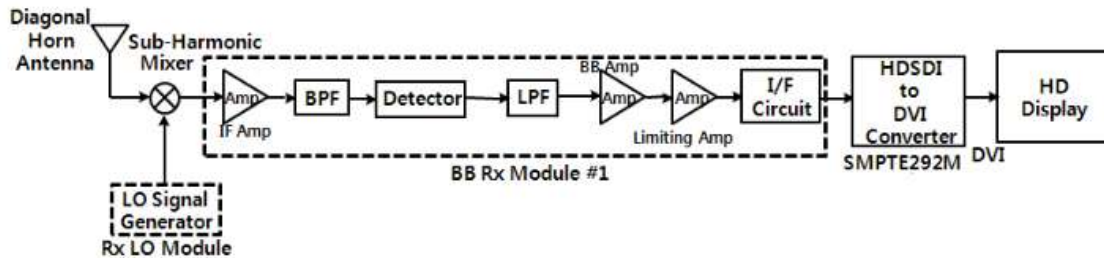 Diagonal
Horn
Antenna
Sub-Harmonic
Mixer
Amp
IF Amp
BPF
Detector
LPF
BB Amp
Amp
Amp
Limiting Amp
I/F
Circuit
BB Rx Module #1
HDSDI
to
DVI
Converter
SMPTE292M
DVI
HD
Display
LO Signal
Generator
Rx LO Module